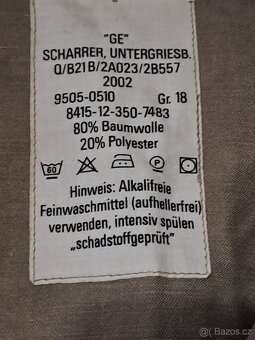 "GE"
SCHARRER, UNTERGRIESB.
Q/B21B/2A023/2B557
2002
9505-0510 Gr. 18
8415-12-350-7483
80% Baumwolle
20% Polyester
60 P
Hinweis: Alkalifreie
Feinwaschmittel (aufhellerfrei)
verwenden, intensiv spülen
„schadstoffgeprüft"
sbazar.cz